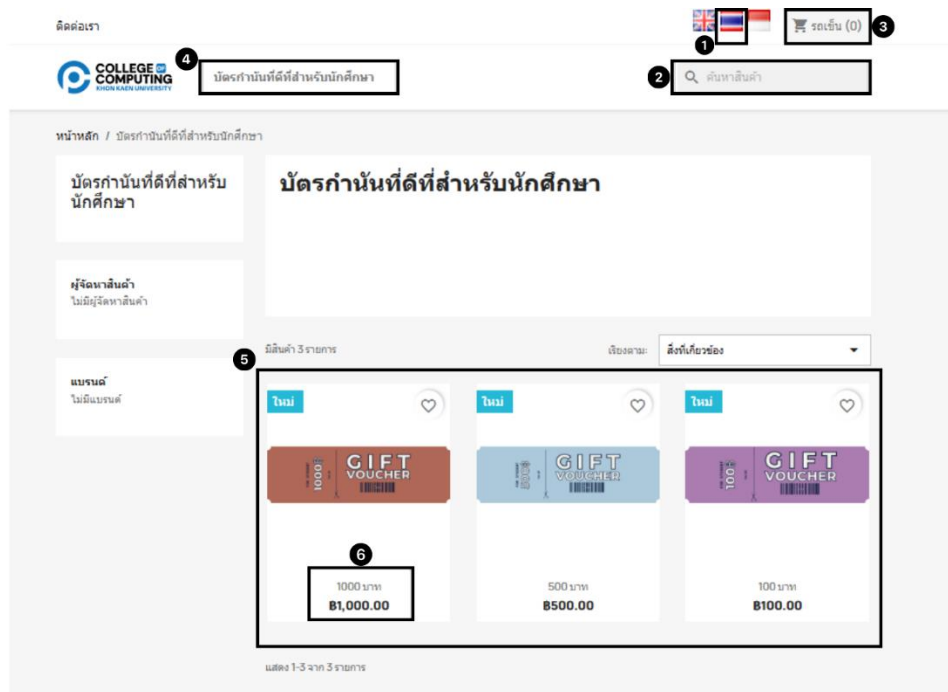 ติดต่อเรา
รถเข็น (0)
3
1
4
COLLEGE OF
COMPUTING
KHON KAEN UNIVERSITY
บัตรกำนันที่ดีที่สำหรับนักศึกษา
2
ค้นหาสินค้า
หน้าหลัก / บัตรกำนันที่ดีที่สำหรับนักศึกษา
บัตรกำนันที่ดีที่สำหรับ
นักศึกษา
บัตรกำนันที่ดีที่สำหรับนักศึกษา
ผู้จัดหาสินค้า
ไม่มีผู้จัดหาสินค้า
แบรนด์
ไม่มีแบรนด์
มีสินค้า 3 รายการ
เรียงตาม:
สิ่งที่เกี่ยวข้อง
5
ใหม่
1000฿
GIFT
VOUCHER
6
1000 บาท
฿1,000.00
ใหม่
500฿
GIFT
VOUCHER
500 บาท
฿500.00
ใหม่
100฿
GIFT
VOUCHER
100 บาท
฿100.00
แสดง 1-3 จาก 3 รายการ